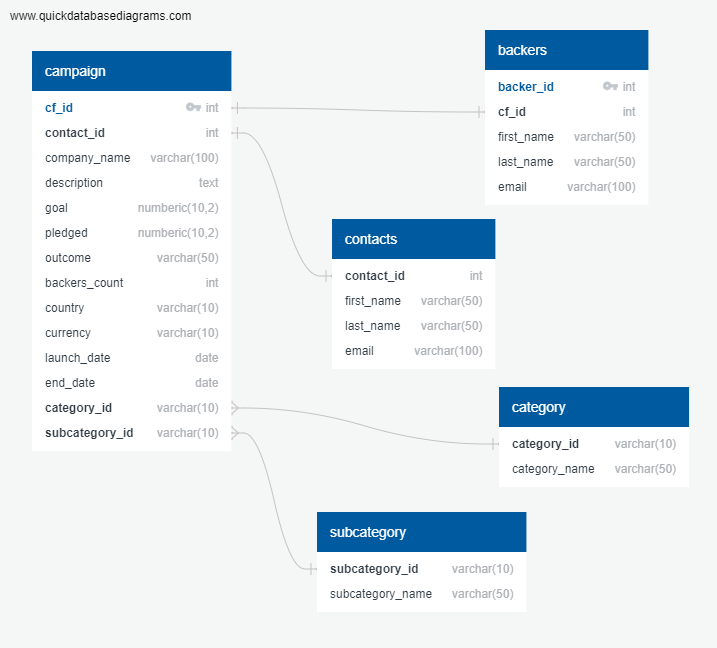 www.quickdatabasediagrams.com
campaign
cf_id int
contact_id int
company_name varchar(100)
description text
goal numberic(10,2)
pledged numberic(10,2)
outcome varchar(50)
backers_count int
country varchar(10)
currency varchar(10)
launch_date date
end_date date
category_id varchar(10)
subcategory_id varchar(10)
backers
backer_id int
cf_id int
first_name varchar(50)
last_name varchar(50)
email varchar(100)
contacts
contact_id int
first_name varchar(50)
last_name varchar(50)
email varchar(100)
category
category_id varchar(10)
category_name varchar(50)
subcategory
subcategory_id varchar(10)
subcategory_name varchar(50)